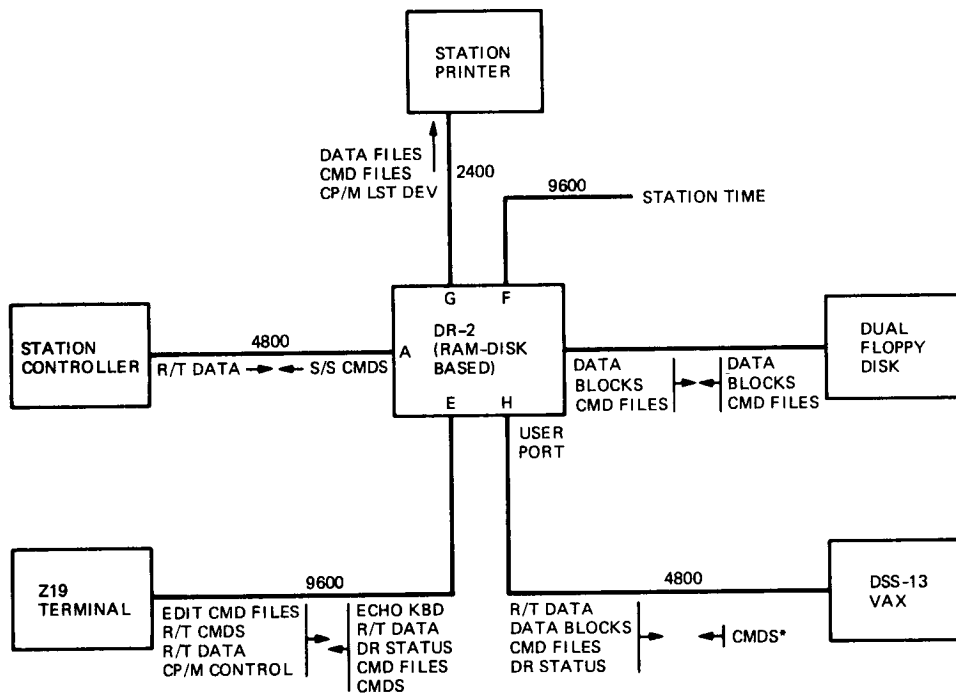 STATION
PRINTER
DATA FILES
CMD FILES
CP/M LST DEV
2400
9600
STATION TIME
STATION
CONTROLLER
4800
R/T DATA
S/S CMDS
A
G
F
DR-2
(RAM-DISK
BASED)
E
H
USER
PORT
DATA
BLOCKS
CMD FILES
DATA
BLOCKS
CMD FILES
DUAL
FLOPPY
DISK
Z19
TERMINAL
9600
EDIT CMD FILES
R/T CMDS
R/T DATA
CP/M CONTROL
ECHO KBD
R/T DATA
DR STATUS
CMD FILES
CMDS
4800
R/T DATA
DATA BLOCKS
CMD FILES
DR STATUS
CMDS*
DSS-13
VAX